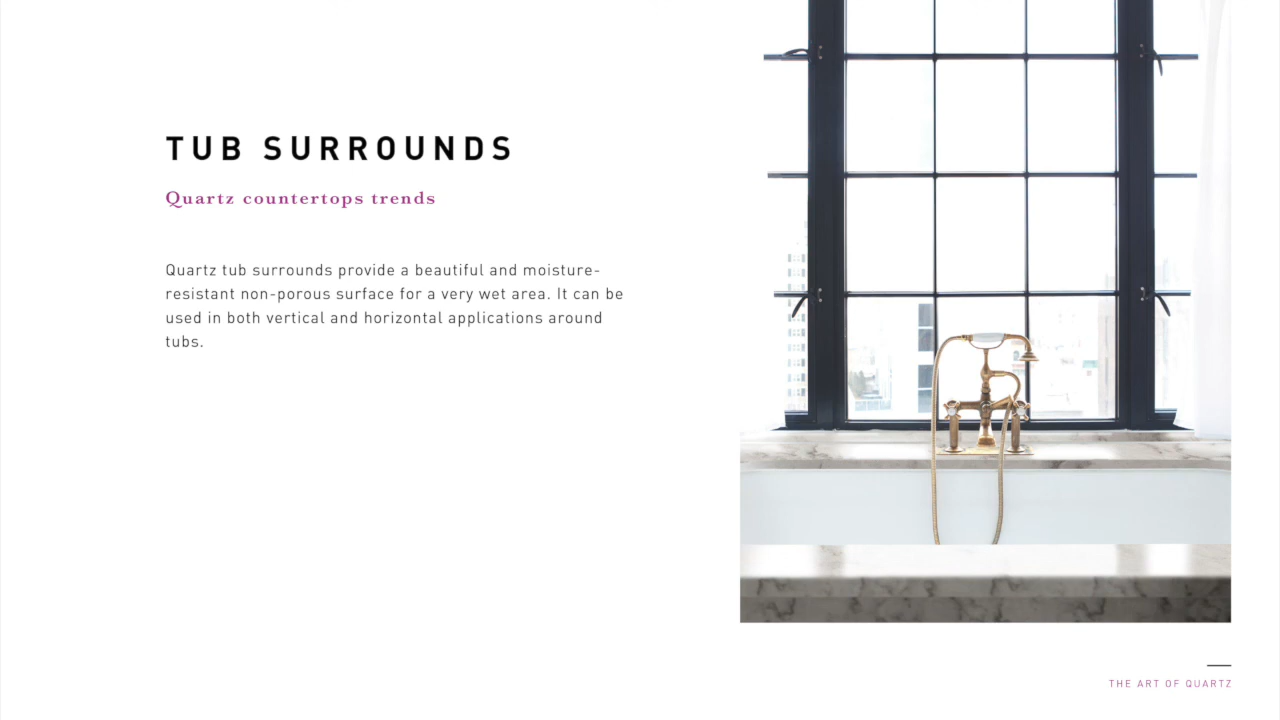 TUB SURROUNDS
Quartz countertops trends
Quartz tub surrounds provide a beautiful and moisture-
resistant non-porous surface for a very wet area. It can be
used in both vertical and horizontal applications around
tubs.
THE ART OF QUARTZ